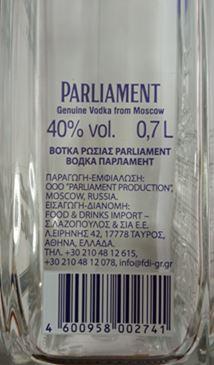 PARLIAMENT
Genuine Vodka from Moscow
40% vol. 0,7 L
ΒΟΤΚΑ ΡΩΣΙΑΣ PARLIAMENT
ВОДКА ПАРЛАМЕНТ
ΠΑΡΑΓΩΓΗ-ΕΜΦΙΑΛΩΣΗ:
OOO "PARLIAMENT PRODUCTION",
MOSCOW, RUSSIA.
ΕΙΣΑΓΩΓΗ-ΔΙΑΝΟΜΗ:
FOOD & DRINKS IMPORT –
ΣΛΑΖΟΠΟΥΛΟΣ & ΣΙΑ Ε.Ε.
ΛΕΙΡΗΝΗΣ 42, 17778 ΤΑΥΡΟΣ,
ΑΘΗΝΑ, ΕΛΛΑΔΑ.
ΤΗΛ. +30 210 48 12 615,
+30 210 48 12 078, info@fdi-gr.gr
4 600958 002741